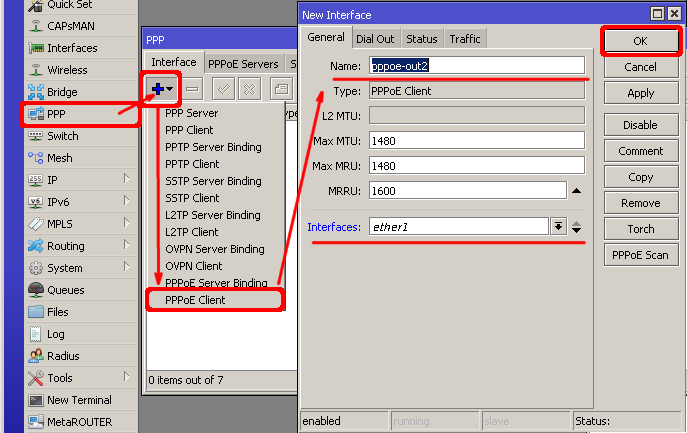 Quick Set
CAPsMAN
Interfaces
Wireless
Bridge
PPP
Switch
Mesh
IP
IPv6
MPLS
Routing
System
Queues
Files
Log
Radius
Tools
New Terminal
MetaROUTER
PPP
Interface
PPPoE Servers
S
PPP Server
PPP Client
PPTP Server Binding
PPTP Client
SSTP Server Binding
SSTP Client
L2TP Server Binding
L2TP Client
OVPN Server Binding
OVPN Client
PPPoE Server Binding
PPPoE Client
ype
0 items out of 7
New Interface
General
Dial Out
Status
Traffic
Name: pppoe-out2
Type: PPPoE Client
L2 MTU:
Max MTU: 1480
Max MRU: 1480
MRRU: 1600
Interfaces: ether1
OK
Cancel
Apply
Disable
Comment
Copy
Remove
Torch
PPPoE Scan
enabled
running
slave
Status: